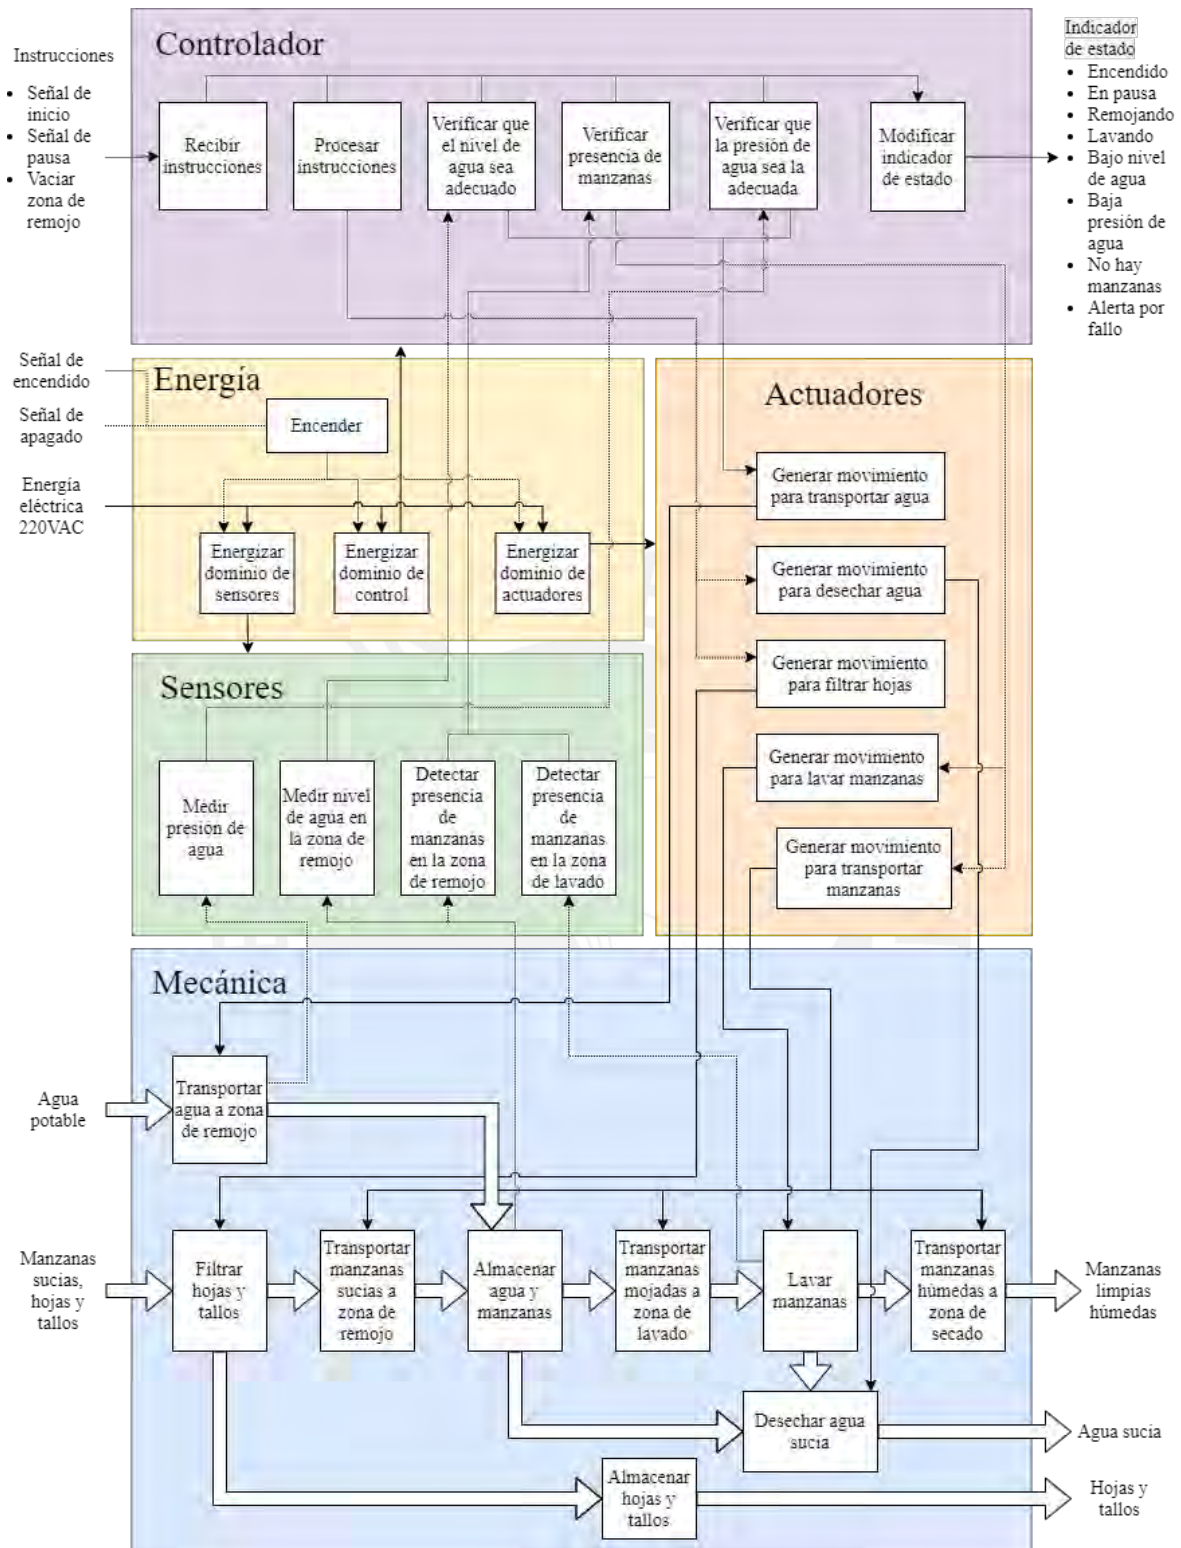 Controlador
Instrucciones
Señal de
inicio
Señal de
pausa
Vaciar
zona de
remojo
Recibir
instrucciones
Procesar
instrucciones
Verificar que
el nivel de
agua sea
adecuado
Verificar
presencia de
manzanas
Verificar que
la presión de
agua sea la
adecuada
Modificar
indicador
de estado
Indicador
de estado
Encendido
En pausa
Remojando
Lavando
Bajo nivel
de agua
Baja
presión de
agua
No hay
manzanas
Alerta por
fallo
Señal de
encendido
Señal de
apagado
Energía
eléctrica
220VAC
Energía
Encender
Energizar
dominio de
sensores
Energizar
dominio de
control
Energizar
dominio de
actuadores
Actuadores
Generar movimiento
para transportar agua
Generar movimiento
para desechar agua
Generar movimiento
para filtrar hojas
Generar movimiento
para lavar manzanas
Generar movimiento
para transportar
manzanas
Sensores
Medir
presión de
agua
Medir nivel
de agua en
la zona de
remojo
Detectar
presencia
de
manzanas
en la zona
de remojo
Detectar
presencia
de
manzanas
en la zona
de lavado
Mecánica
Agua
potable
Transportar
agua a zona
de remojo
Manzanas
sucias,
hojas y
tallos
Filtrar
hojas y
tallos
Transportar
manzanas
sucias a
zona de
remojo
Almacenar
agua y
manzanas
Transportar
manzanas
mojadas a
zona de
lavado
Lavar
manzanas
Transportar
manzanas
húmedas a
zona de
secado
Manzanas
limpias
húmedas
Desechar agua
sucia
Agua sucia
Almacenar
hojas y
tallos
Hojas y
tallos